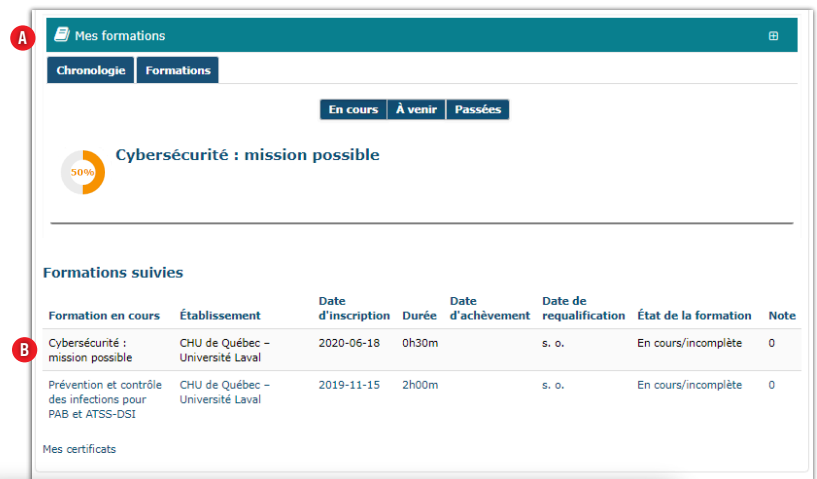 A
Mes formations
Chronologie Formations
En cours À venir Passées
50%
Cybersécurité : mission possible
Formations suivies
Formation en cours Établissement Date d'inscription Durée Date d'achèvement Date de requalification État de la formation Note
B
Cybersécurité : mission possible CHU de Québec – Université Laval 2020-06-18 0h30m s. o. En cours/incomplète 0
Prévention et contrôle des infections pour PAB et ATSS-DSI CHU de Québec – Université Laval 2019-11-15 2h00m s. o. En cours/incomplète 0
Mes certificats